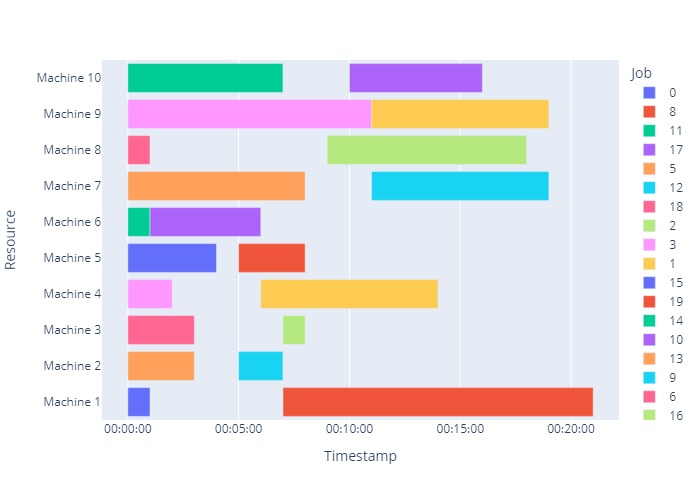 Job
Machine 10
Machine 9
Machine 8
Machine 7
Machine 6
Machine 5
Machine 4
Machine 3
Machine 2
Machine 1
Resource
00:00:00 00:05:00 00:10:00 00:15:00 00:20:00
Timestamp
0
8
11
17
5
12
18
2
3
1
15
19
14
10
13
9
6
16